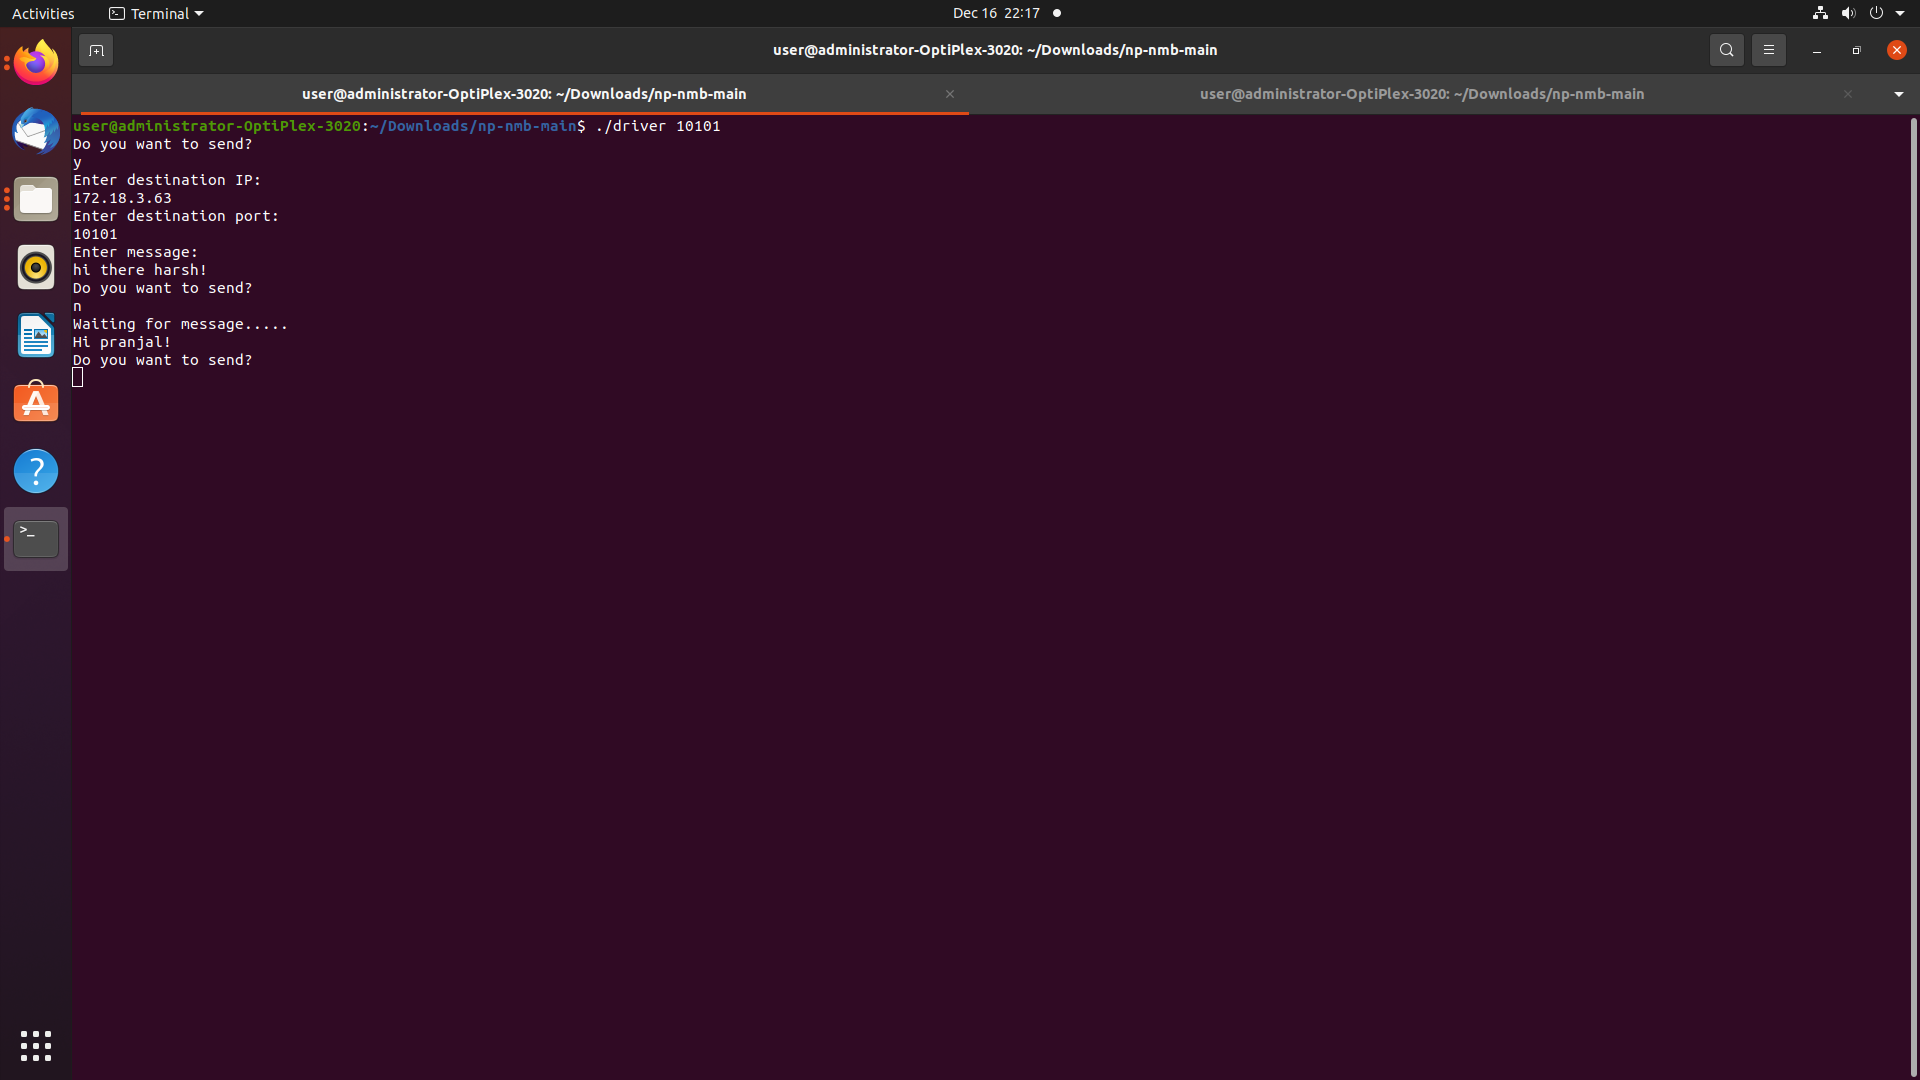 Activities
Terminal
Dec 16 22:17
user@administrator-OptiPlex-3020: ~/Downloads/np-nmb-main
user@administrator-OptiPlex-3020: ~/Downloads/np-nmb-main
user@administrator-OptiPlex-3020: ~/Downloads/np-nmb-main
user@administrator-OptiPlex-3020:~/Downloads/np-nmb-main$ ./driver 10101
Do you want to send?
y
Enter destination IP:
172.18.3.63
Enter destination port:
10101
Enter message:
hi there harsh!
Do you want to send?
n
Waiting for message.....
Hi pranjal!
Do you want to send?